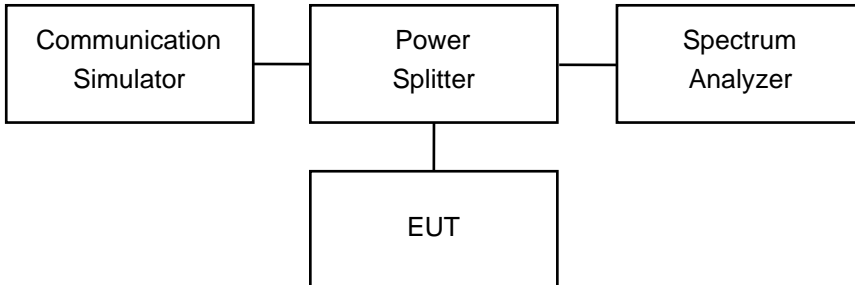 Communication
Simulator
Power
Splitter
Spectrum
Analyzer
EUT